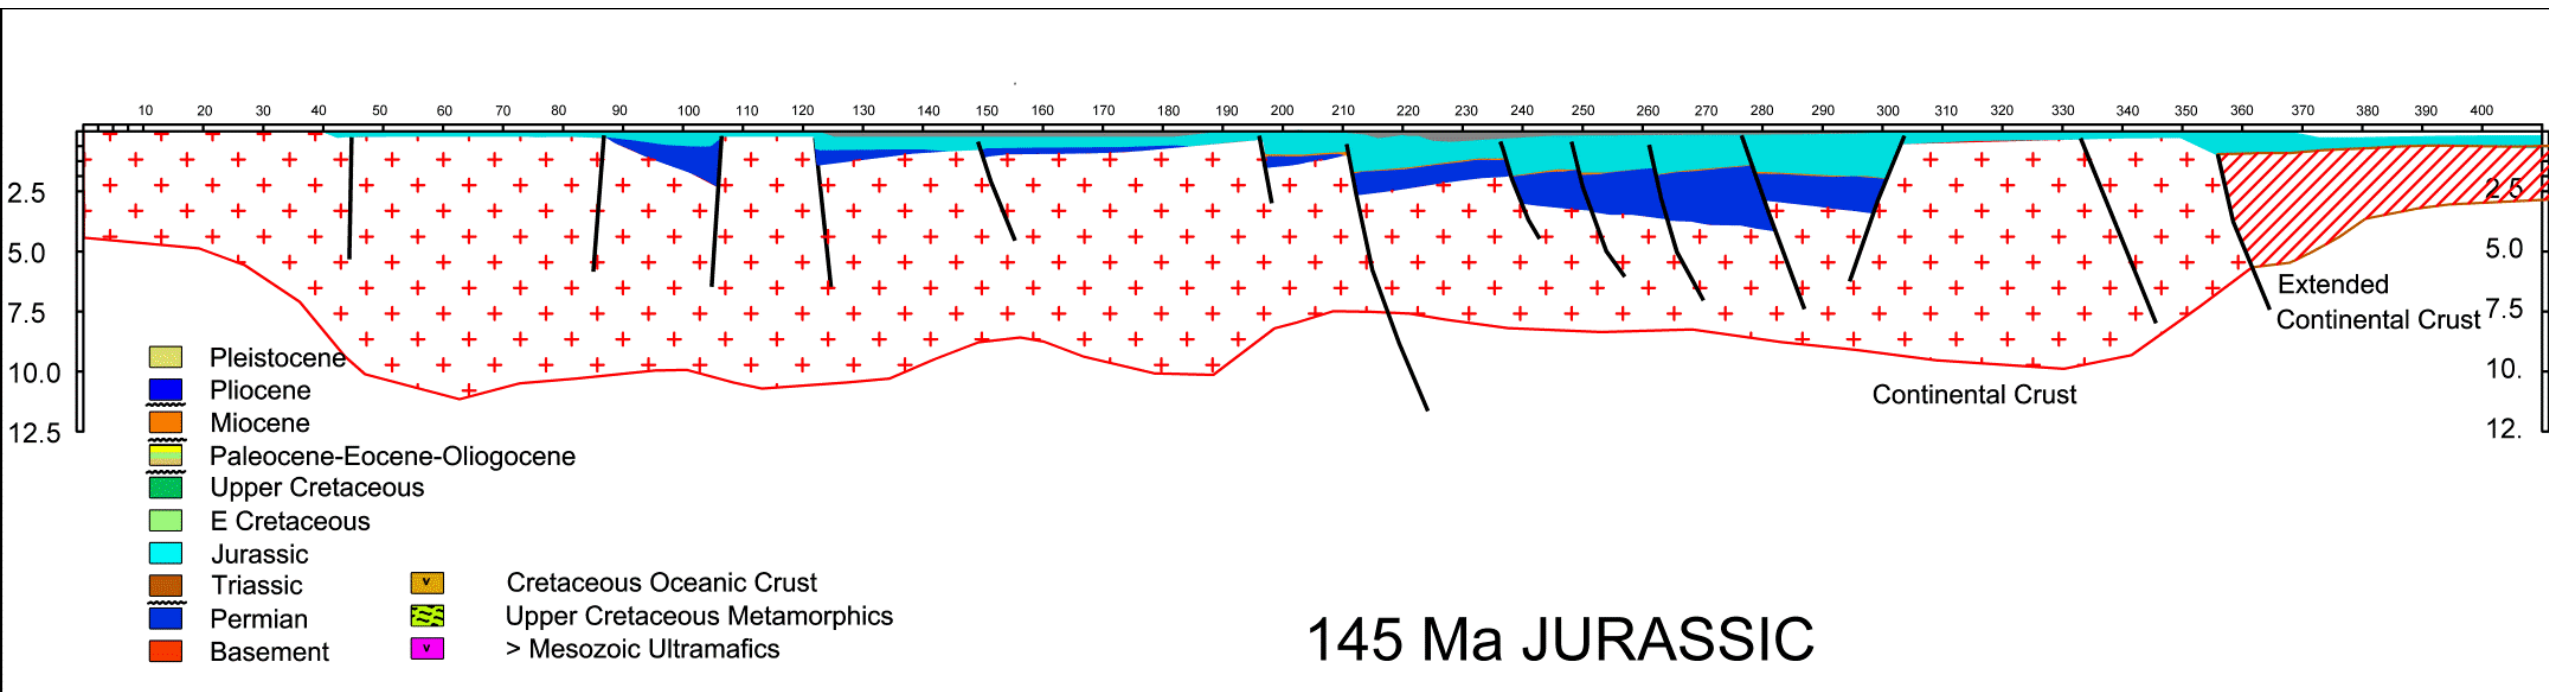 10 20 30 40 50 60 70 80 90 100 110 120 130 140 150 160 170 180 190 200 210 220 230 240 250 260 270 280 290 300 310 320 330 340 350 360 370 380 390 400
2.5 2.5
5.0 5.0
Extended
7.5 Continental Crust 7.5
Pleistocene
10.0 10.
Pliocene
Continental Crust
Miocene
12.5 12.
Paleocene-Eocene-Oliogocene
Upper Cretaceous
E Cretaceous
Jurassic
Triassic v Cretaceous Oceanic Crust
Permian Upper Cretaceous Metamorphics
Basement v > Mesozoic Ultramafics
145 Ma JURASSIC